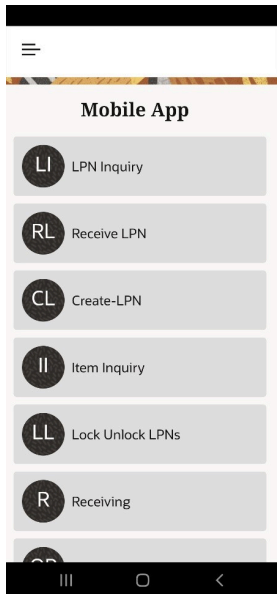 Mobile App
LI LPN Inquiry
RL Receive LPN
CL Create-LPN
II Item Inquiry
LL Lock Unlock LPNs
R Receiving